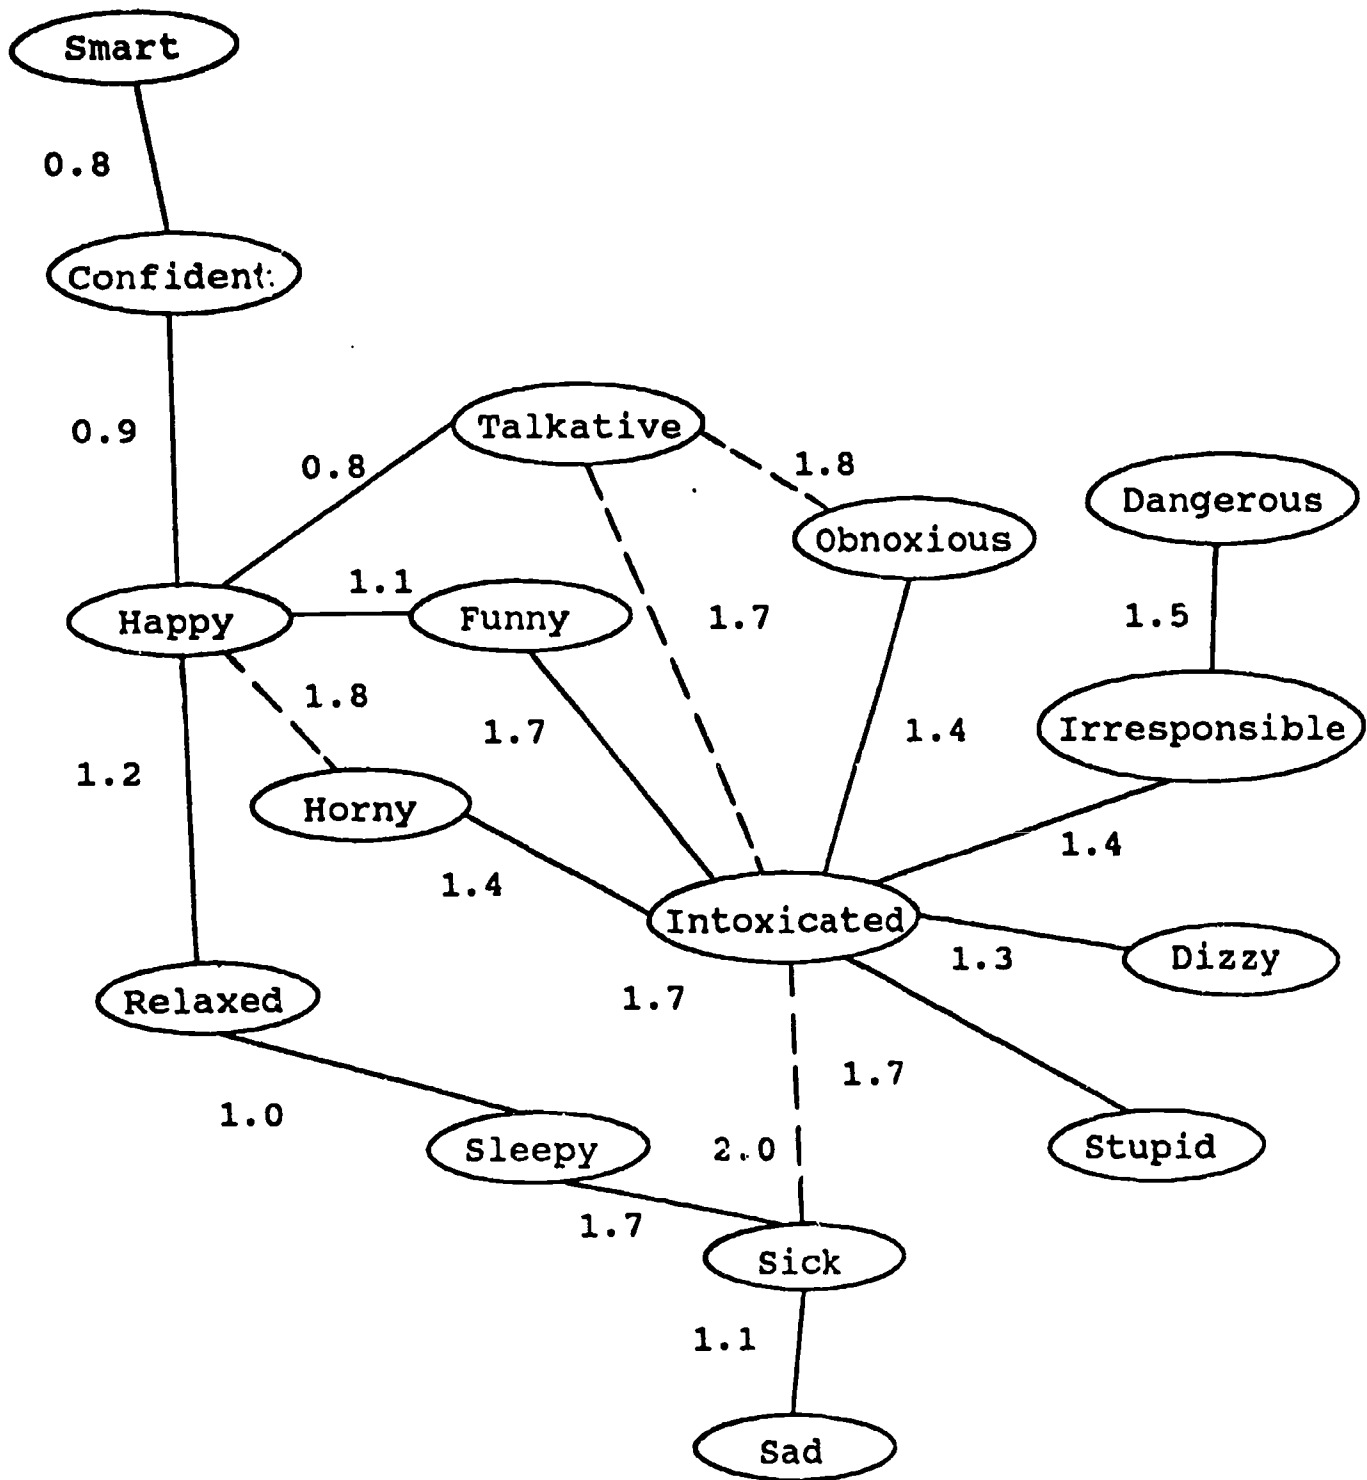 Smart
0.8
Confident
0.9
Talkative
0.8
1.8
Dangerous
Obnoxious
1.1
Happy
Funny
1.7
1.5
1.8
1.7
1.4
Irresponsible
1.2
Horny
1.4
1.4
Intoxicated
1.3
Dizzy
Relaxed
1.7
1.7
1.0
Sleepy
2.0
Stupid
1.7
Sick
1.1
Sad